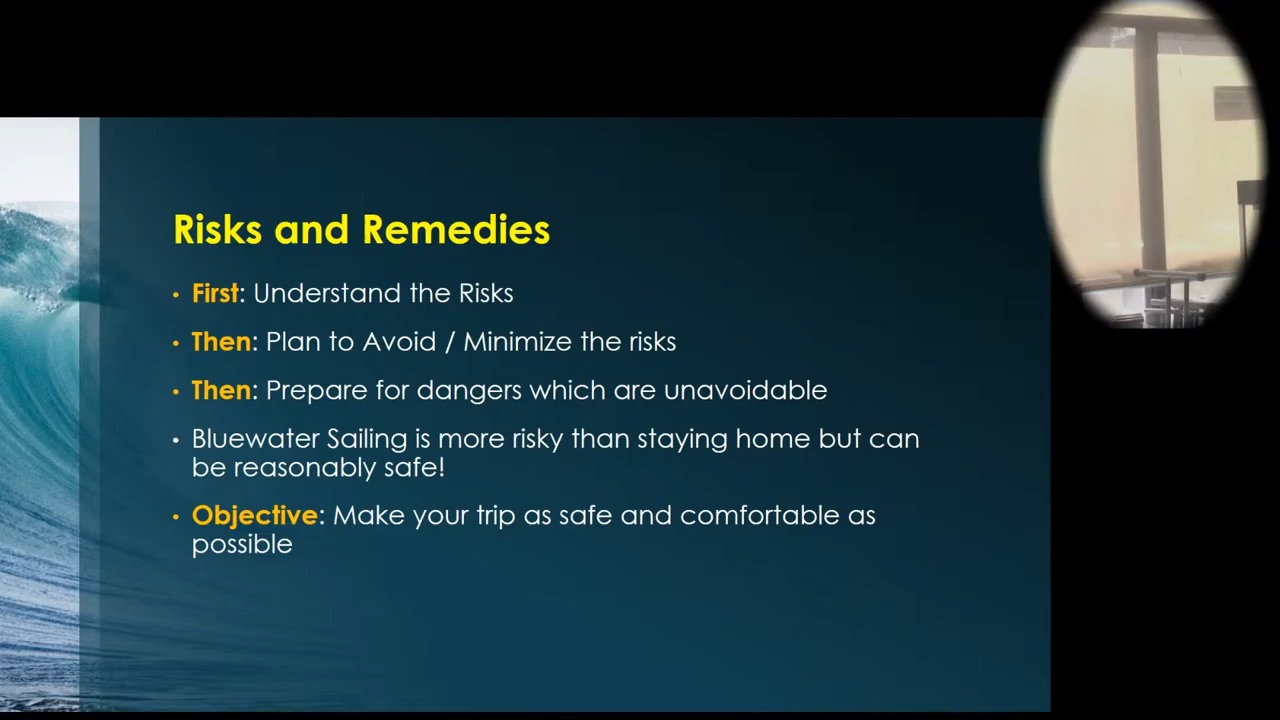 Risks and Remedies
• First: Understand the Risks
• Then: Plan to Avoid / Minimize the risks
• Then: Prepare for dangers which are unavoidable
• Bluewater Sailing is more risky than staying home but can
be reasonably safe!
• Objective: Make your trip as safe and comfortable as
possible